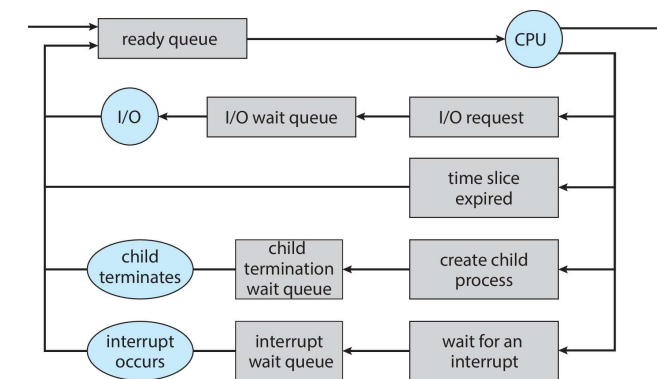 ready queue
CPU
I/O
I/O wait queue
I/O request
time slice
expired
child
terminates
child
termination
wait queue
create child
process
interrupt
occurs
interrupt
wait queue
wait for an
interrupt